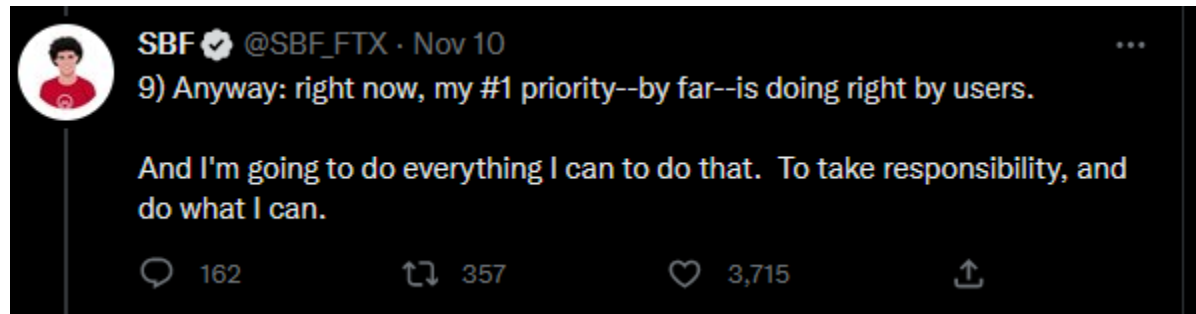 SBF @SBF_FTX · Nov 10
9) Anyway: right now, my #1 priority--by far--is doing right by users.
And I'm going to do everything I can to do that.  To take responsibility, and
do what I can.
162 357 3,715